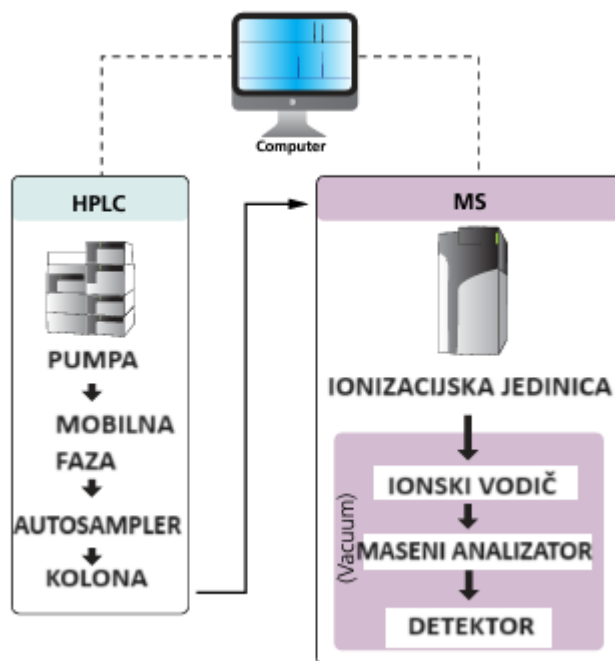 Computer
HPLC
PUMPA
MOBILNA
FAZA
AUTOSAMPLER
KOLONA
MS
IONIZACIJSKA JEDINICA
(Vacuum)
IONSKI VODIČ
MASENI ANALIZATOR
DETEKTOR